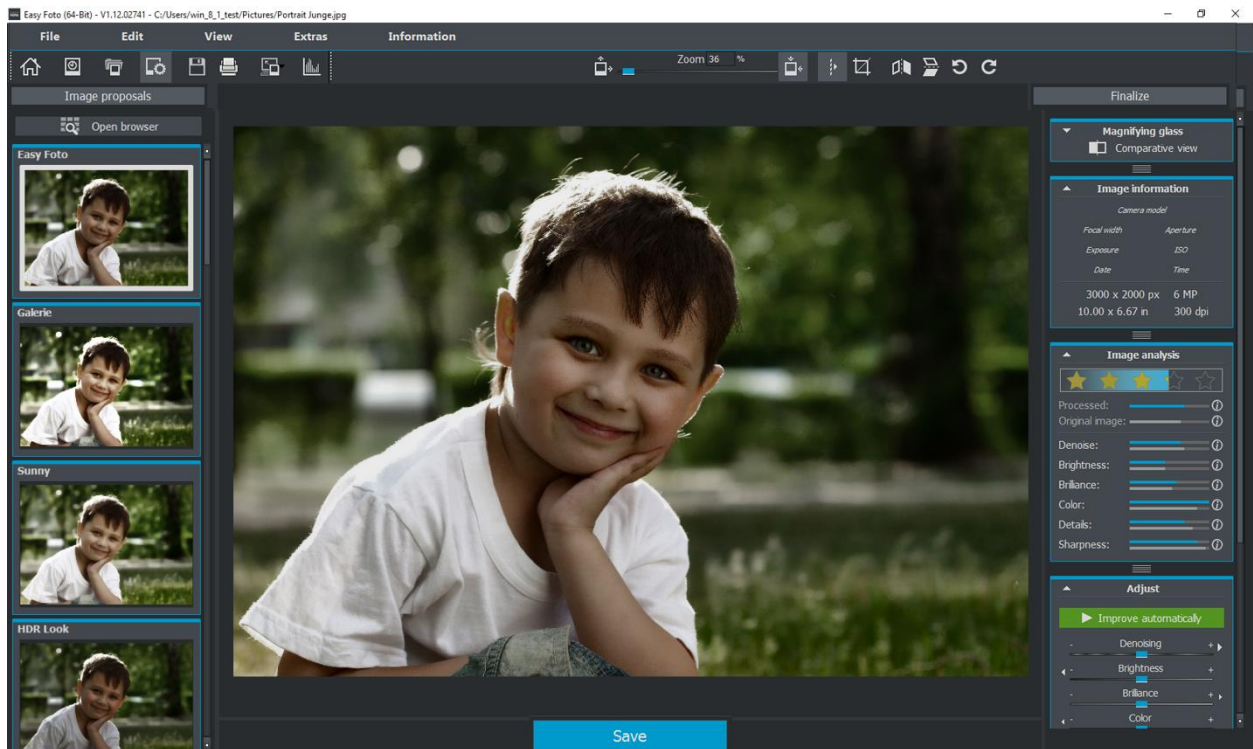 Easy Foto (64-Bit) - V1.12.02741 - C:/Users/win_8_1_test/Pictures/Portrait Junge.jpg
File Edit View Extras Information
Zoom 36 %
Image proposals
Open browser
Easy Foto
Galerie
Sunny
HDR Look
Save
Finalize
Magnifying glass
Comparative view
Image information
Camera model
Focal width Aperture
Exposure ISO
Date Time
3000 x 2000 px 6 MP
10.00 x 6.67 in 300 dpi
Image analysis
Processed:
Original image:
Denoise:
Brightness:
Brilliance:
Color:
Details:
Sharpness:
Adjust
Improve automatically
- Denoising +
- Brightness +
- Brillance +
- Color +